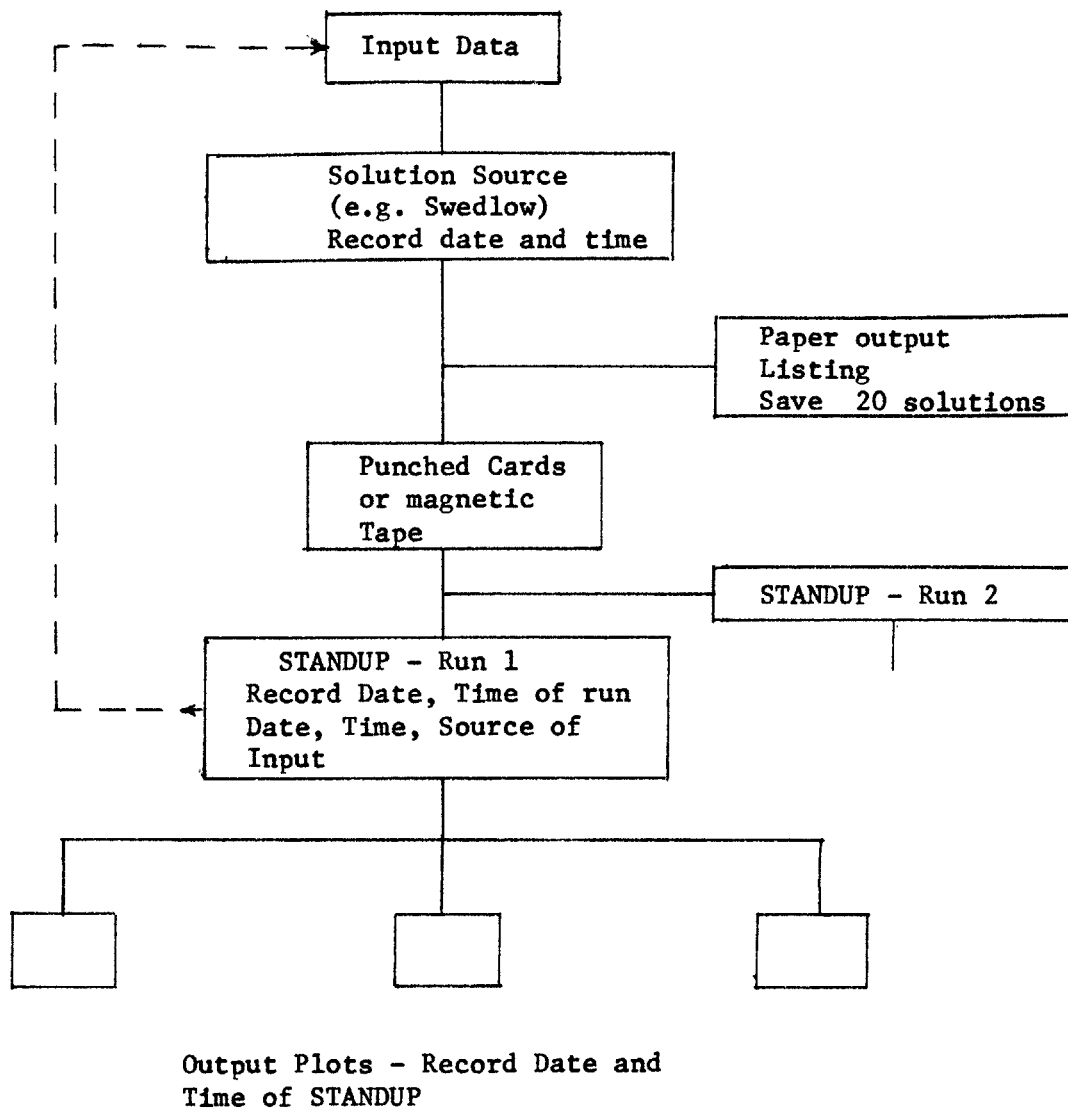 Input Data
Solution Source
(e.g. Swedlow)
Record date and time
Paper output
Listing
Save 20 solutions
Punched Cards
or magnetic
Tape
STANDUP - Run 2
STANDUP - Run 1
Record Date, Time of run
Date, Time, Source of
Input
Output Plots - Record Date and
Time of STANDUP